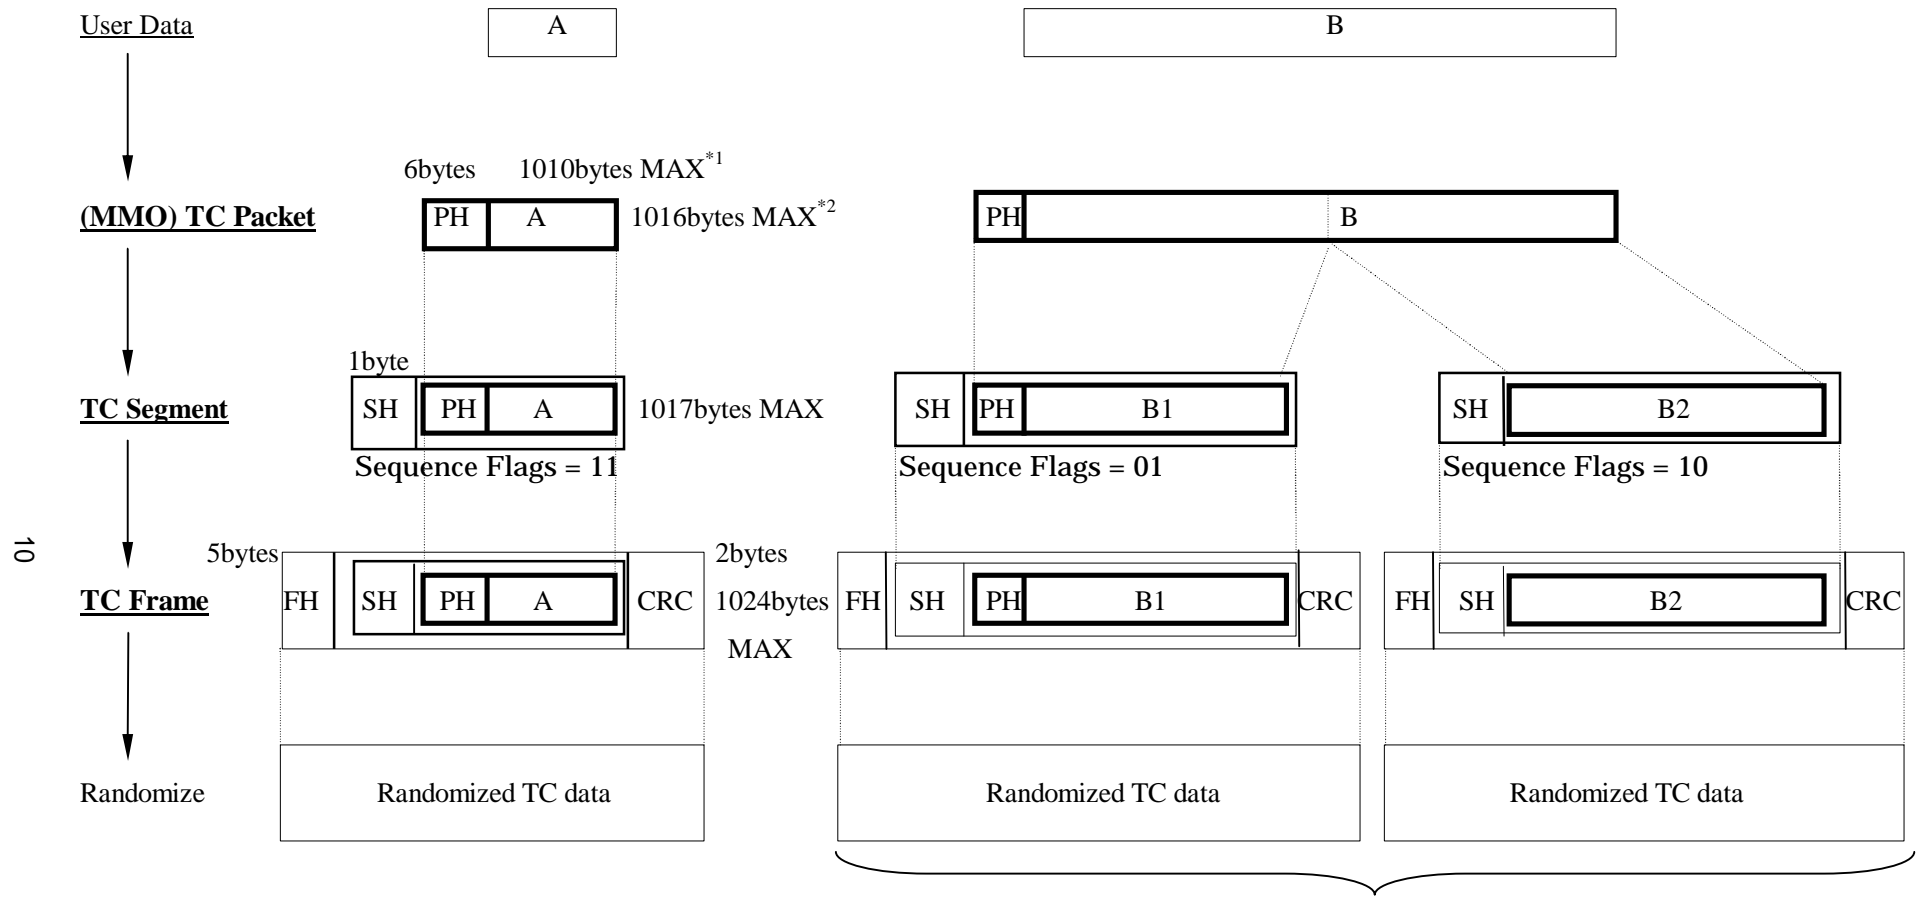 User Data
A
B
6bytes 1010bytes MAX*1
(MMO) TC Packet
PH A
1016bytes MAX*2
PH B
1byte
TC Segment
SH PH A
1017bytes MAX
SH PH B1
SH B2
Sequence Flags = 11
Sequence Flags = 01
Sequence Flags = 10
10
5bytes
2bytes
TC Frame
FH SH PH A CRC
1024bytes
MAX
FH SH PH B1 CRC
FH SH B2 CRC
Randomize
Randomized TC data
Randomized TC data
Randomized TC data